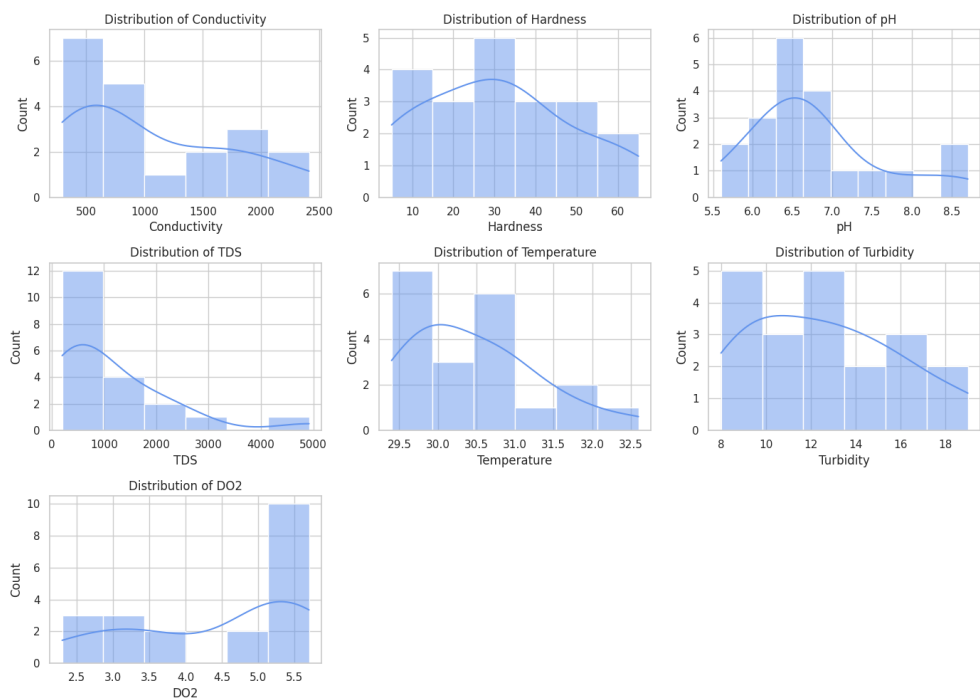 Distribution of Conductivity
Count
6
4
2
0
500 1000 1500 2000 2500
Conductivity
Distribution of Hardness
Count
5
4
3
2
1
0
10 20 30 40 50 60
Hardness
Distribution of pH
Count
6
5
4
3
2
1
0
5.5 6.0 6.5 7.0 7.5 8.0 8.5
pH
Distribution of TDS
Count
12
10
8
6
4
2
0
0 1000 2000 3000 4000 5000
TDS
Distribution of Temperature
Count
6
4
2
0
29.5 30.0 30.5 31.0 31.5 32.0 32.5
Temperature
Distribution of Turbidity
Count
5
4
3
2
1
0
8 10 12 14 16 18
Turbidity
Distribution of DO2
Count
10
8
6
4
2
0
2.5 3.0 3.5 4.0 4.5 5.0 5.5
DO2